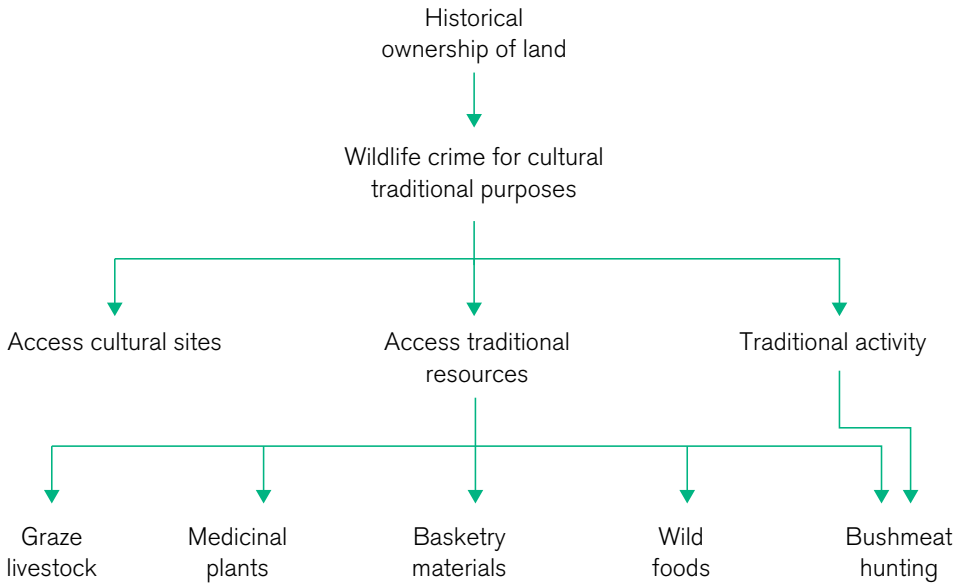 Historical
ownership of land
Wildlife crime for cultural
traditional purposes
Access cultural sites
Access traditional
resources
Traditional activity
Graze
livestock
Medicinal
plants
Basketry
materials
Wild
foods
Bushmeat
hunting